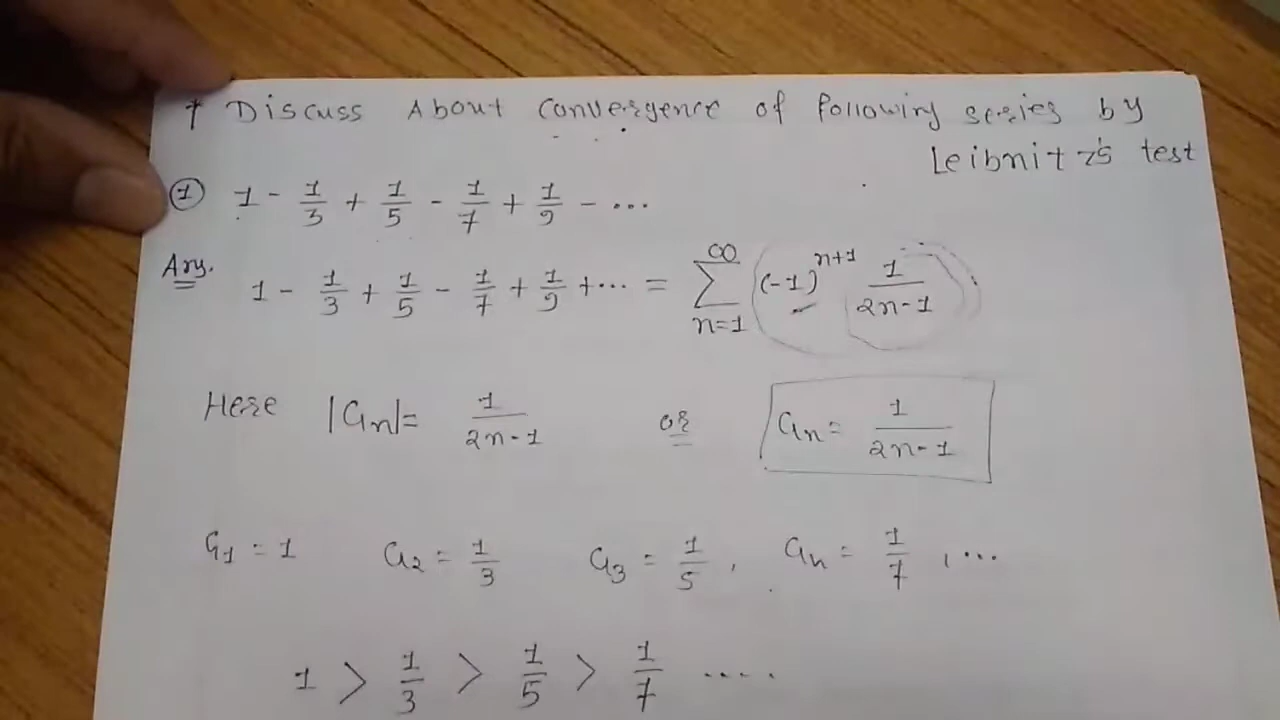 * Discuss About Convergence of following series by
Leibnitz's test
① 1 - 1/3 + 1/5 - 1/7 + 1/9 - ...
Ans. 1 - 1/3 + 1/5 - 1/7 + 1/9 + ... = ∑_{n=1}^{∞} (-1)^{n+1} 1/(2n-1)
Here |an| = 1/(2n-1) or an = 1/(2n-1)
a1 = 1 a2 = 1/3 a3 = 1/5, an = 1/7, ...
1 > 1/3 > 1/5 > 1/7 ....